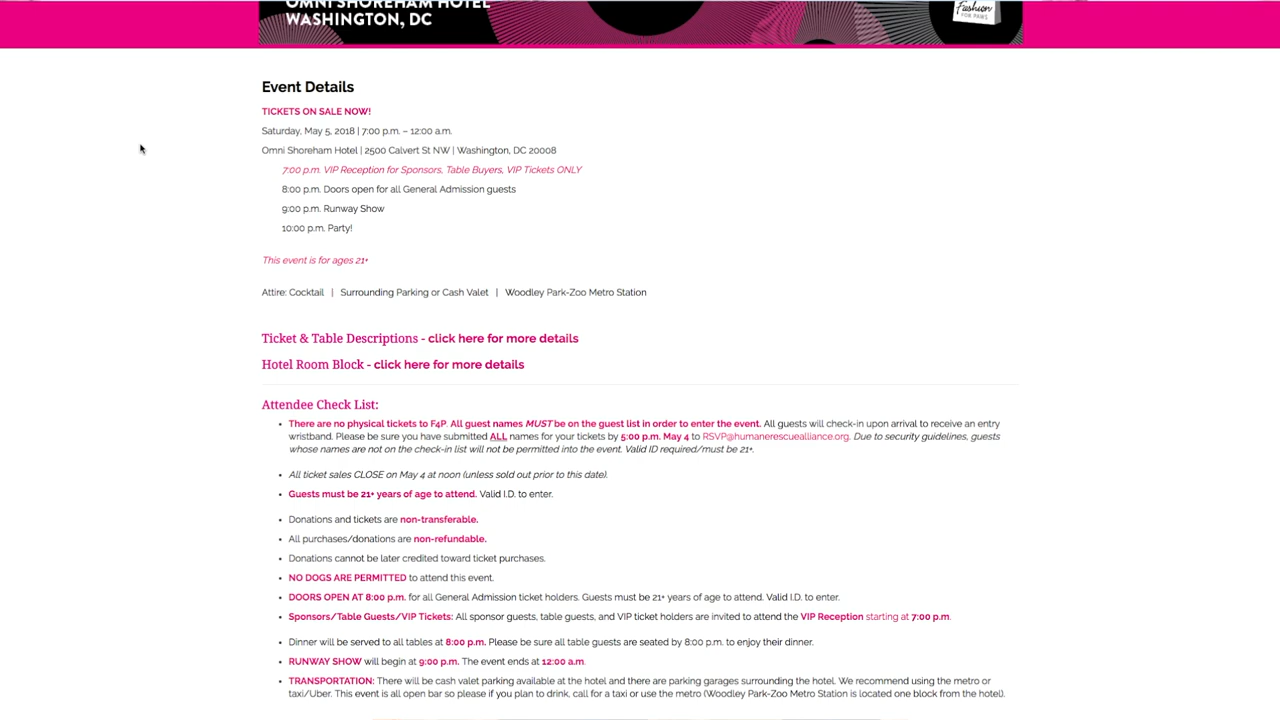 OMNI SHOREHAM HOTEL
WASHINGTON, DC
Fashion
FOR PAWS
Event Details
TICKETS ON SALE NOW!
Saturday, May 5, 2018 | 7:00 p.m. – 12:00 a.m.
Omni Shoreham Hotel | 2500 Calvert St NW | Washington, DC 20008
7:00 p.m. VIP Reception for Sponsors, Table Buyers, VIP Tickets ONLY
8:00 p.m. Doors open for all General Admission guests
9:00 p.m. Runway Show
10:00 p.m. Party!
This event is for ages 21+
Attire: Cocktail | Surrounding Parking or Cash Valet | Woodley Park-Zoo Metro Station
Ticket & Table Descriptions - click here for more details
Hotel Room Block - click here for more details
Attendee Check List:
• There are no physical tickets to F4P. All guest names MUST be on the guest list in order to enter the event. All guests will check-in upon arrival to receive an entry
wristband. Please be sure you have submitted ALL names for your tickets by 5:00 p.m. May 4 to RSVP@humanerescuealliance.org. Due to security guidelines, guests
whose names are not on the check-in list will not be permitted into the event. Valid ID required/must be 21+.
• All ticket sales CLOSE on May 4 at noon (unless sold out prior to this date).
• Guests must be 21+ years of age to attend. Valid I.D. to enter.
• Donations and tickets are non-transferable.
• All purchases/donations are non-refundable.
• Donations cannot be later credited toward ticket purchases.
• NO DOGS ARE PERMITTED to attend this event.
• DOORS OPEN AT 8:00 p.m. for all General Admission ticket holders. Guests must be 21+ years of age to attend. Valid I.D. to enter.
• Sponsors/Table Guests/VIP Tickets: All sponsor guests, table guests, and VIP ticket holders are invited to attend the VIP Reception starting at 7:00 p.m.
• Dinner will be served to all tables at 8:00 p.m. Please be sure all table guests are seated by 8:00 p.m. to enjoy their dinner.
• RUNWAY SHOW will begin at 9:00 p.m. The event ends at 12:00 a.m.
• TRANSPORTATION: There will be cash valet parking available at the hotel and there are parking garages surrounding the hotel. We recommend using the metro or
taxi/Uber. This event is all open bar so please if you plan to drink, call for a taxi or use the metro (Woodley Park-Zoo Metro Station is located one block from the hotel).